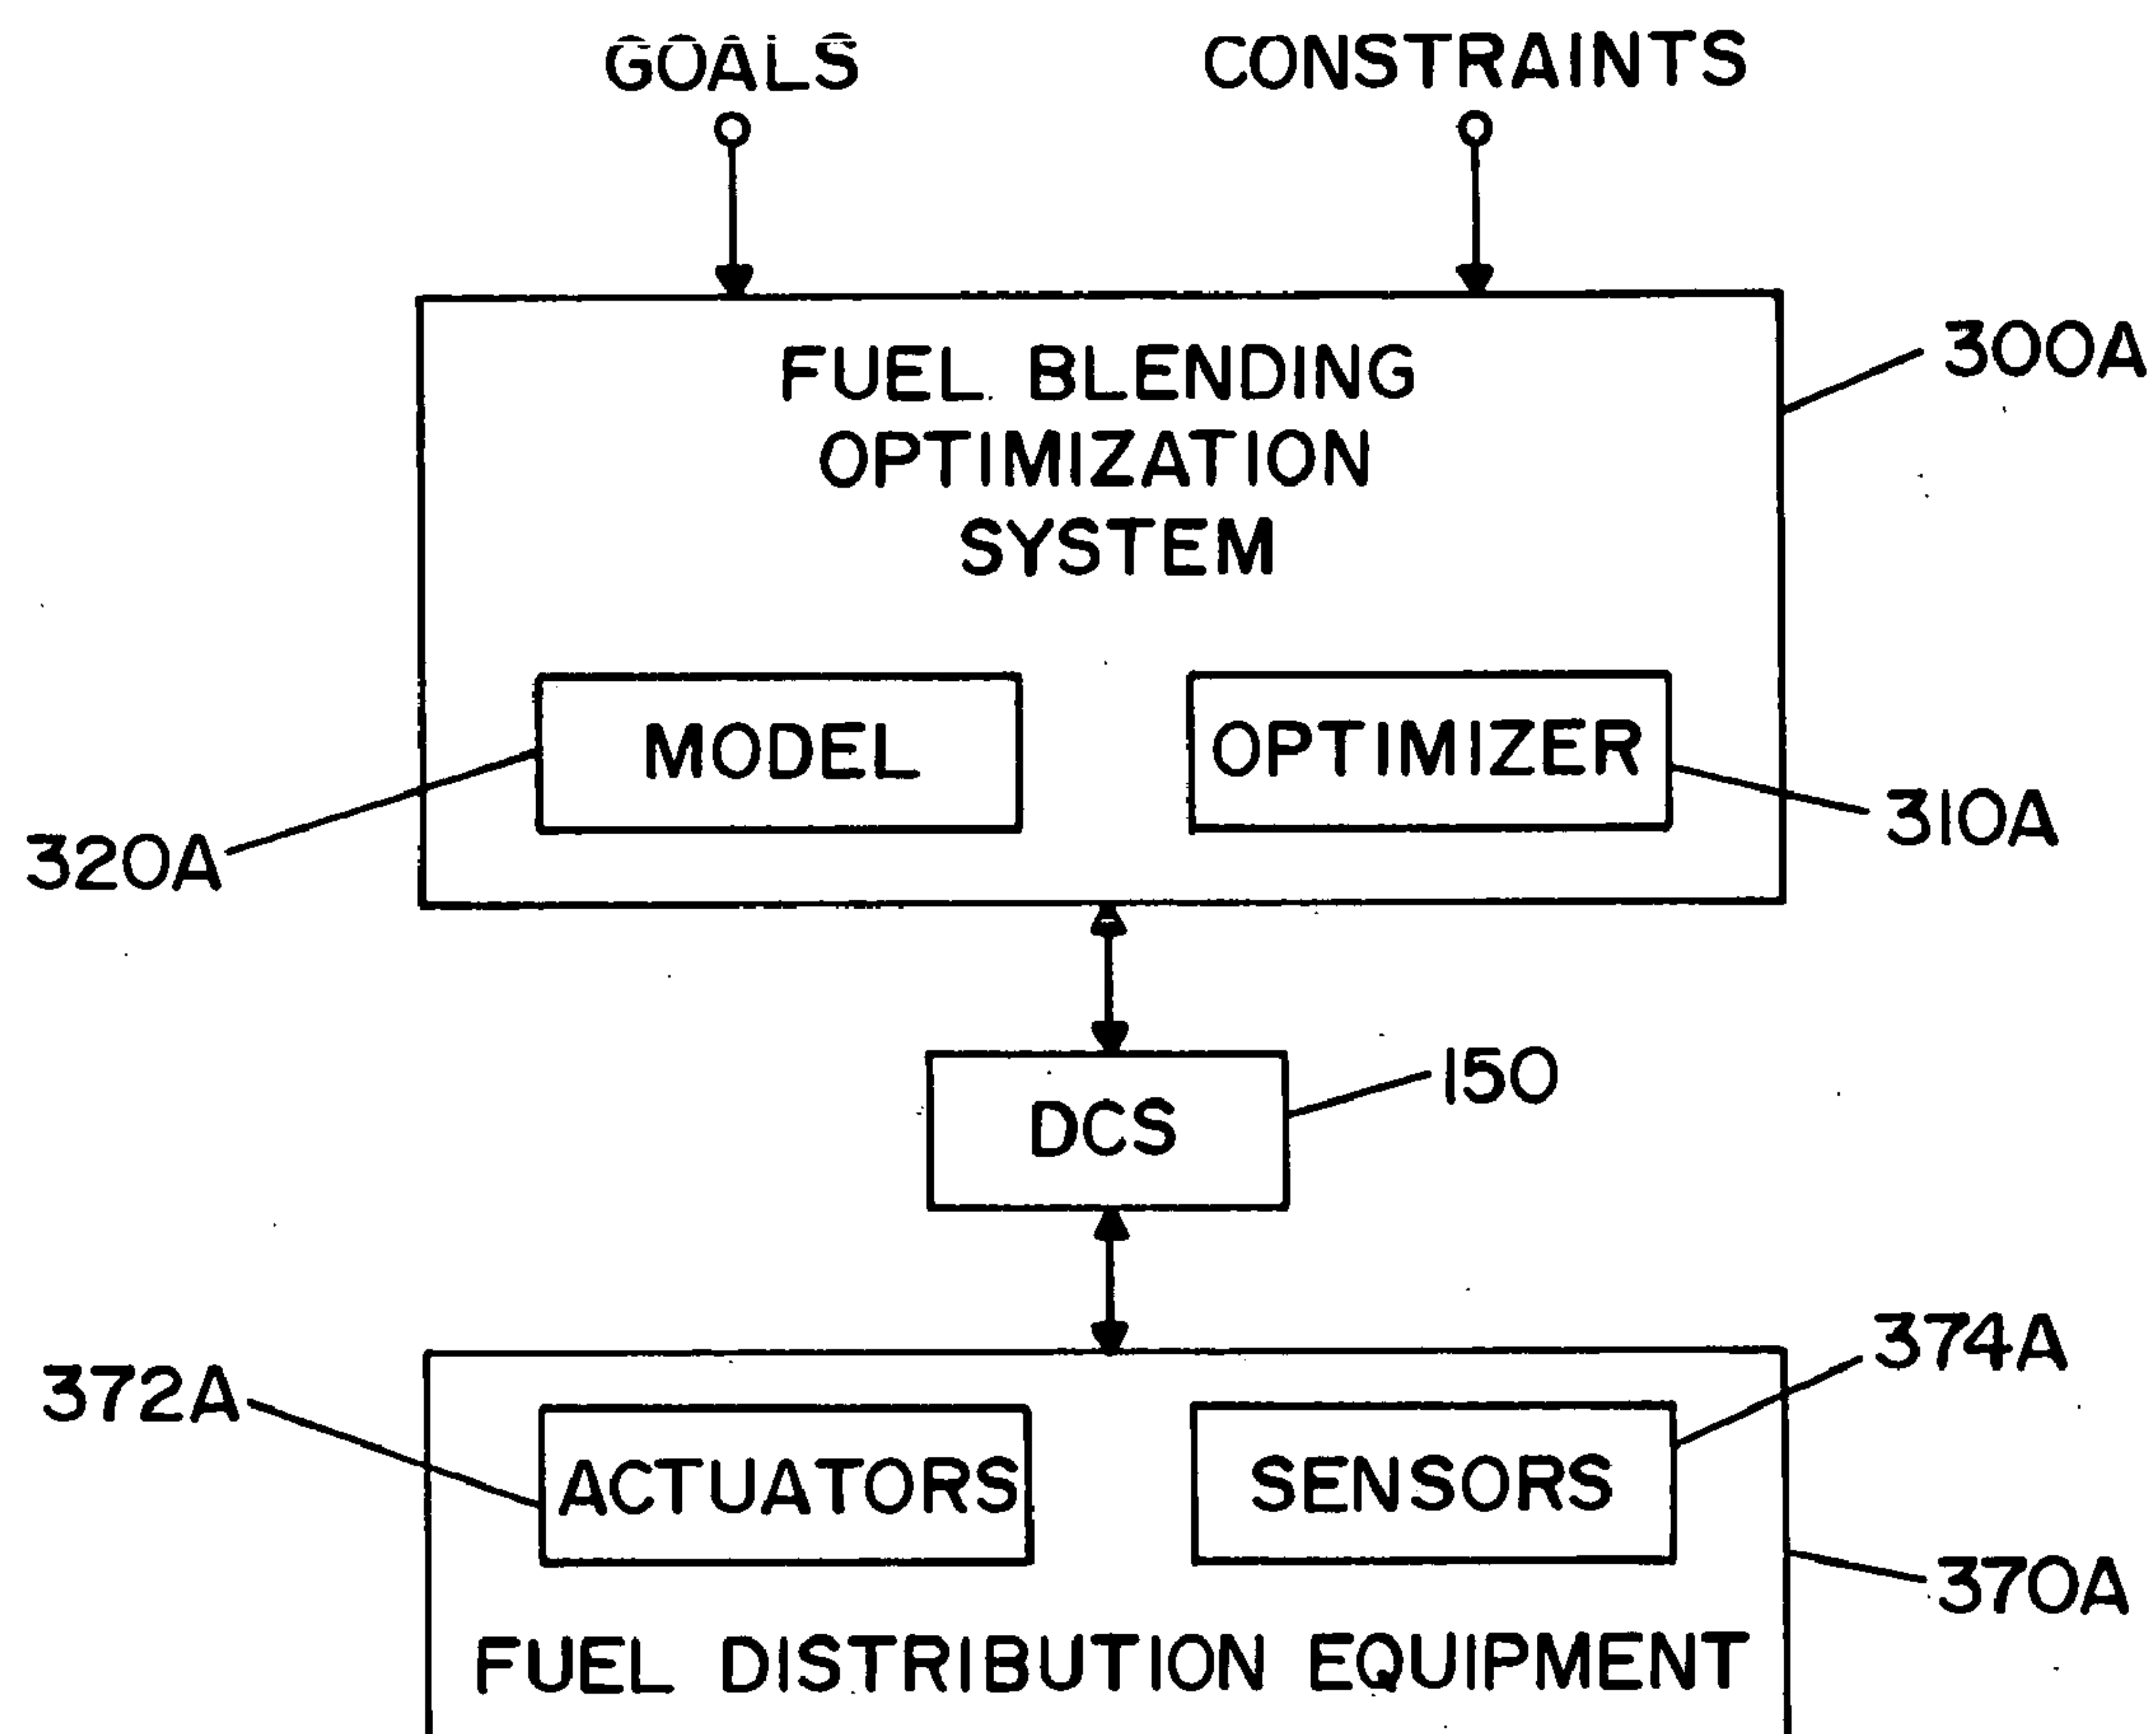 GOALS
CONSTRAINTS
300A
FUEL BLENDING
OPTIMIZATION
SYSTEM
MODEL
OPTIMIZER
320A
310A
150
DCS
372A
374A
ACTUATORS
SENSORS
370A
FUEL DISTRIBUTION EQUIPMENT